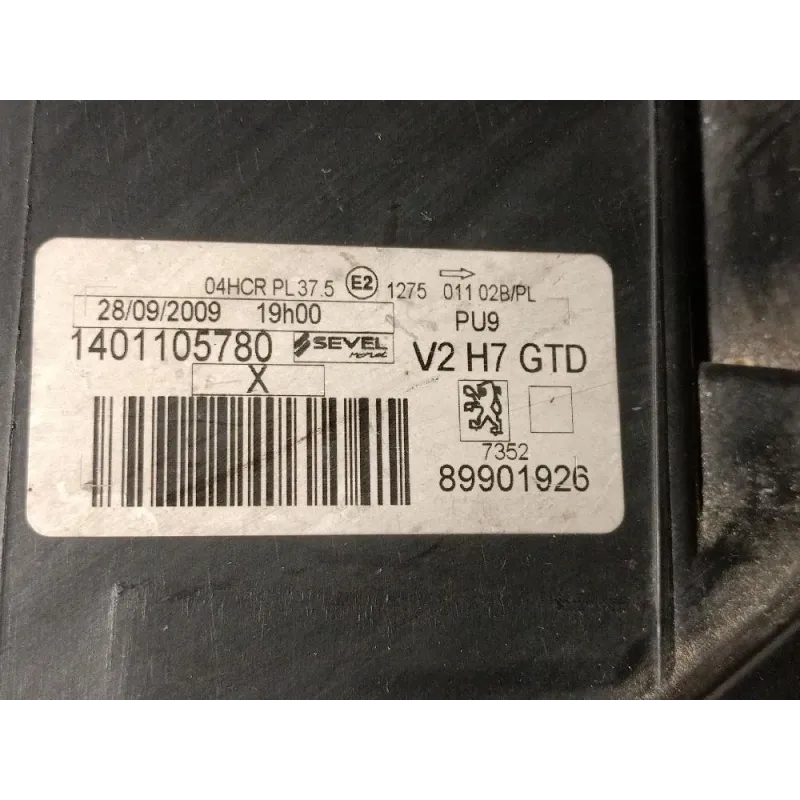 04HCR PL 37.5 E2 1275 011 02B/PL
28/09/2009 19h00 PU9
1401105780 SEVEL nord V2 H7 GTD
X
7352
89901926